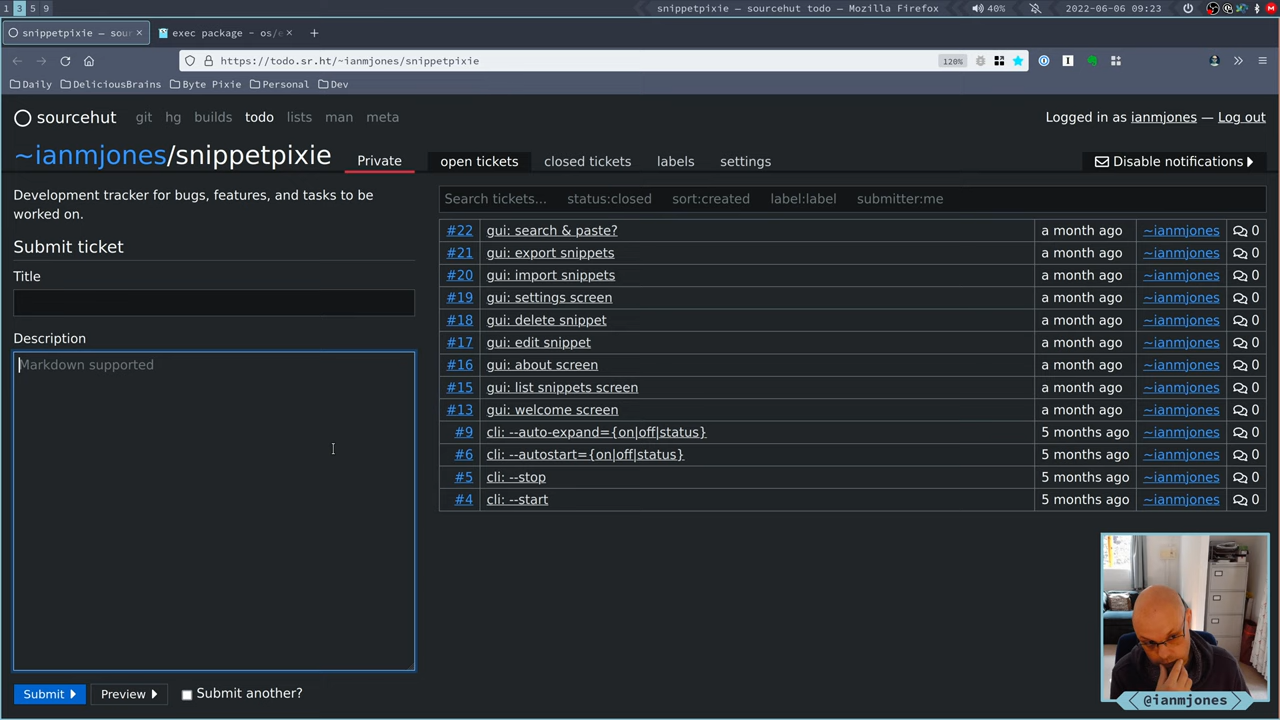 1 3 5 9
snippetpixie — sourcehut todo — Mozilla Firefox
40%
2022-06-06 09:23
snippetpixie — sour
exec package - os/e
https://todo.sr.ht/~ianmjones/snippetpixie
120%
Daily DeliciousBrains Byte Pixie Personal Dev
sourcehut git hg builds todo lists man meta
Logged in as ianmjones — Log out
~ianmjones/snippetpixie
Private open tickets closed tickets labels settings
Disable notifications
Development tracker for bugs, features, and tasks to
be worked on.
Submit ticket
Title
Description
Markdown supported
Submit Preview Submit another?
Search tickets... status:closed sort:created label:label submitter:me
#22 gui: search & paste? a month ago ~ianmjones 0
#21 gui: export snippets a month ago ~ianmjones 0
#20 gui: import snippets a month ago ~ianmjones 0
#19 gui: settings screen a month ago ~ianmjones 0
#18 gui: delete snippet a month ago ~ianmjones 0
#17 gui: edit snippet a month ago ~ianmjones 0
#16 gui: about screen a month ago ~ianmjones 0
#15 gui: list snippets screen a month ago ~ianmjones 0
#13 gui: welcome screen a month ago ~ianmjones 0
#9 cli: --auto-expand={on|off|status} 5 months ago ~ianmjones 0
#6 cli: --autostart={on|off|status} 5 months ago ~ianmjones 0
#5 cli: --stop 5 months ago ~ianmjones 0
#4 cli: --start 5 months ago ~ianmjones 0
@ianmjones